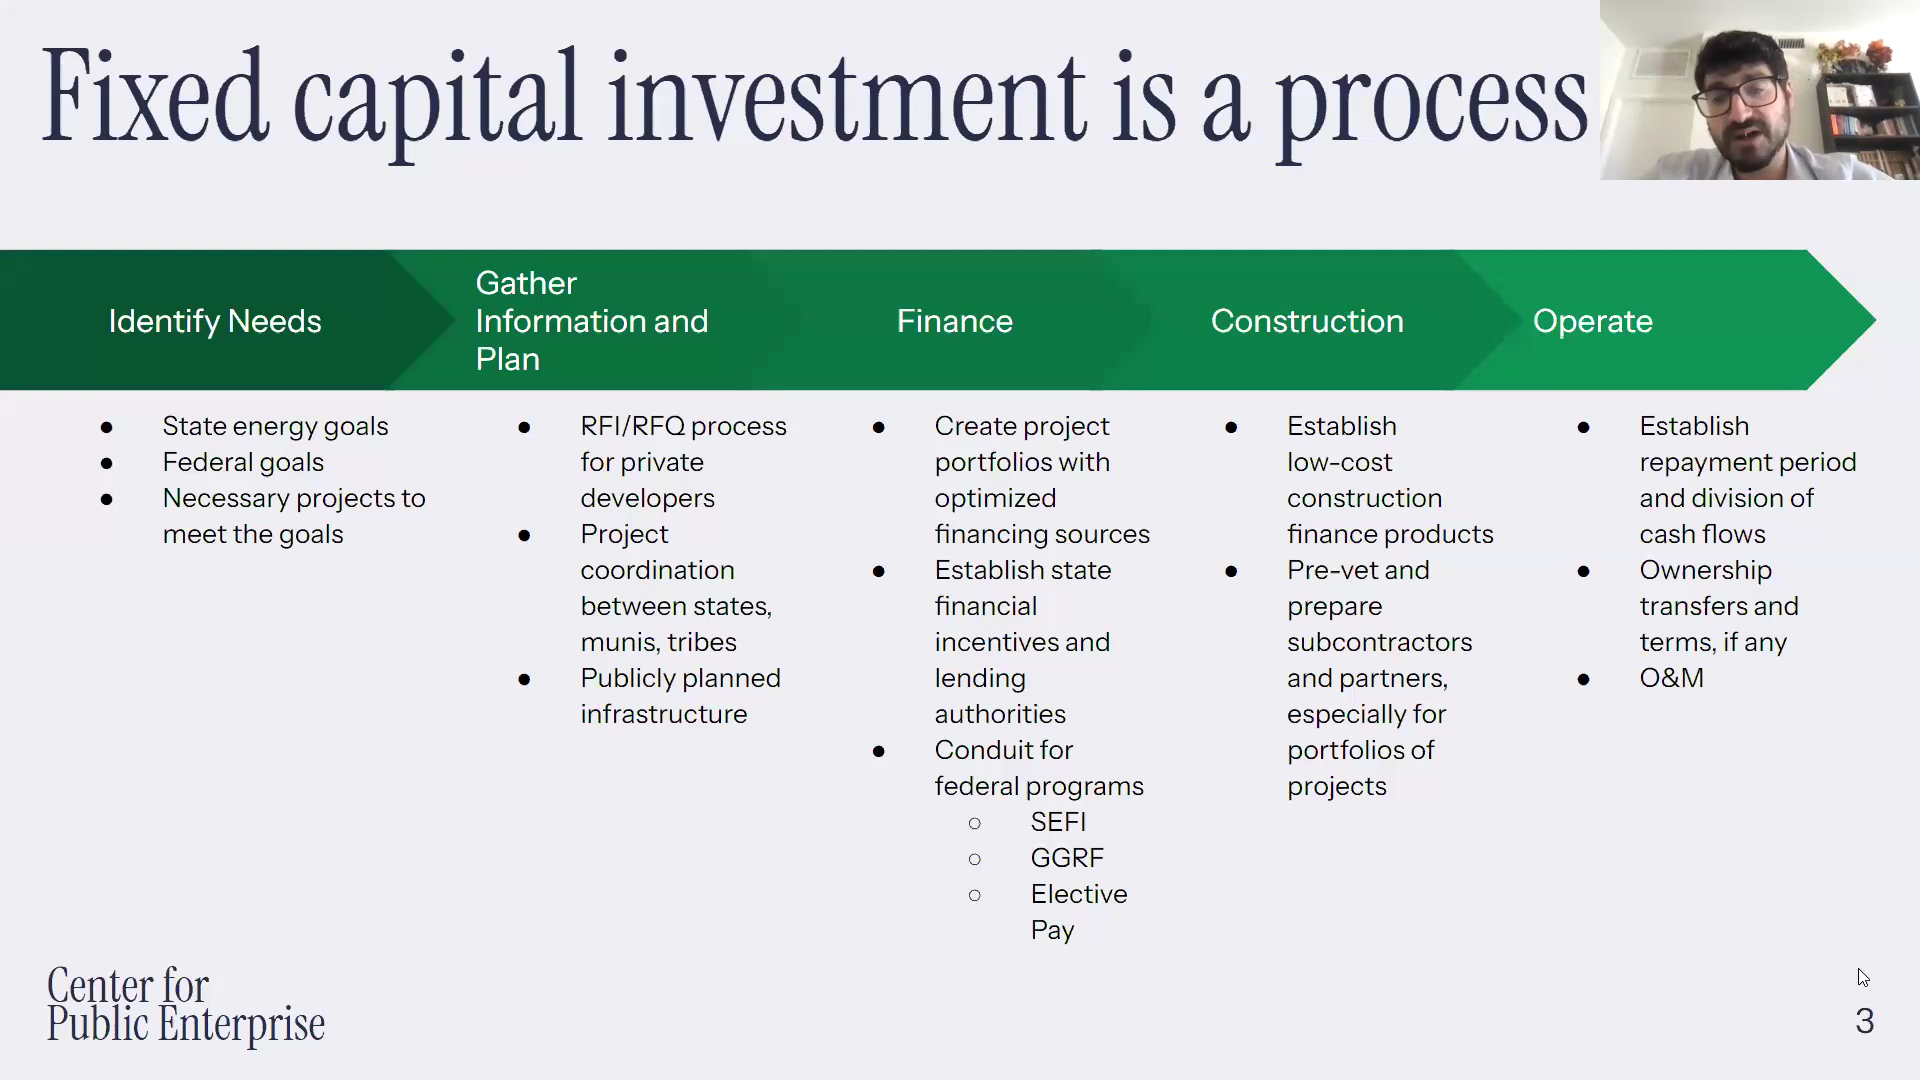 Fixed capital investment is a process
Identify Needs
Gather
Information and
Plan
Finance
Construction
Operate
● State energy goals
● Federal goals
● Necessary projects to
meet the goals
● RFI/RFQ process
for private
developers
● Project
coordination
between states,
munis, tribes
● Publicly planned
infrastructure
● Create project
portfolios with
optimized
financing sources
● Establish state
financial
incentives and
lending
authorities
● Conduit for
federal programs
○ SEFI
○ GGRF
○ Elective
Pay
● Establish
low-cost
construction
finance products
● Pre-vet and
prepare
subcontractors
and partners,
especially for
portfolios of
projects
● Establish
repayment period
and division of
cash flows
● Ownership
transfers and
terms, if any
● O&M
Center for
Public Enterprise
3